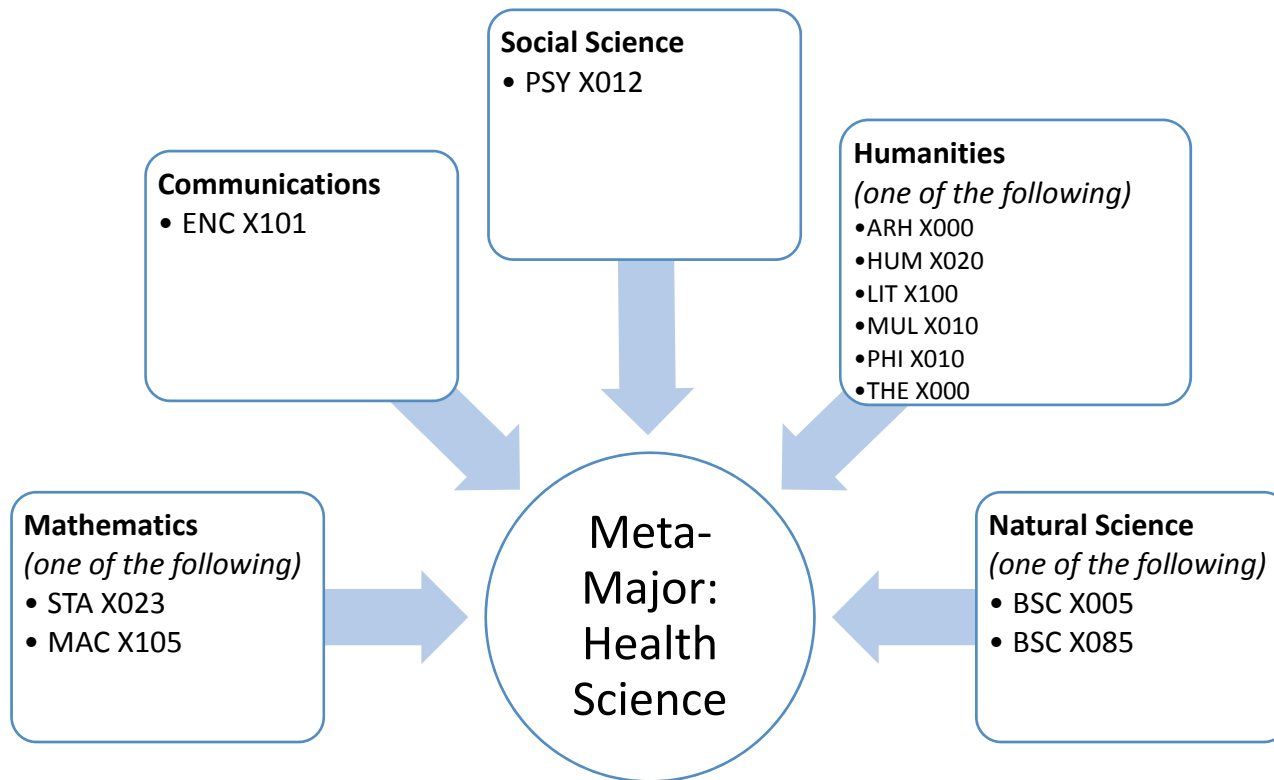 Social Science
• PSY X012
Communications
• ENC X101
Humanities
(one of the following)
•ARH X000
•HUM X020
•LIT X100
•MUL X010
•PHI X010
•THE X000
Mathematics
(one of the following)
• STA X023
• MAC X105
Meta-
Major:
Health
Science
Natural Science
(one of the following)
• BSC X005
• BSC X085